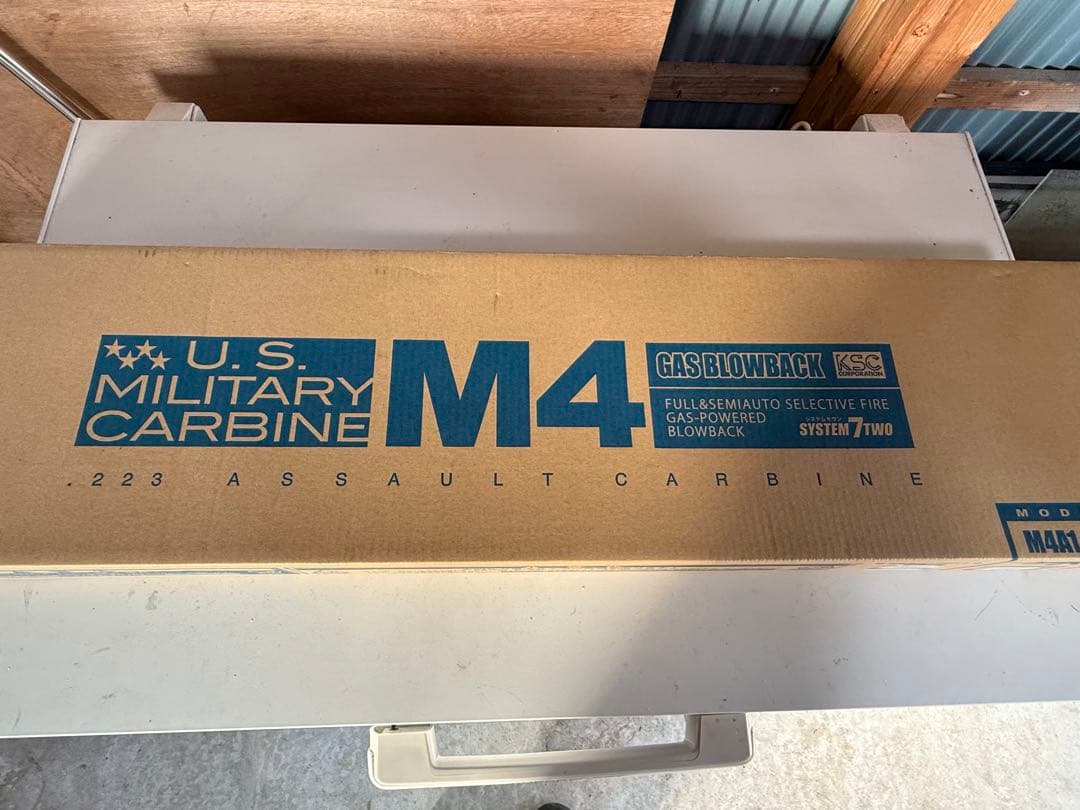 U.S.
MILITARY
CARBINE
M4
GAS BLOWBACK
KSC
CORPORATION
FULL&SEMIAUTO SELECTIVE FIRE
GAS-POWERED
BLOWBACK
システムセヴン
SYSTEM 7 TWO
.223 ASSAULT CARBINE
MOD
M4A1